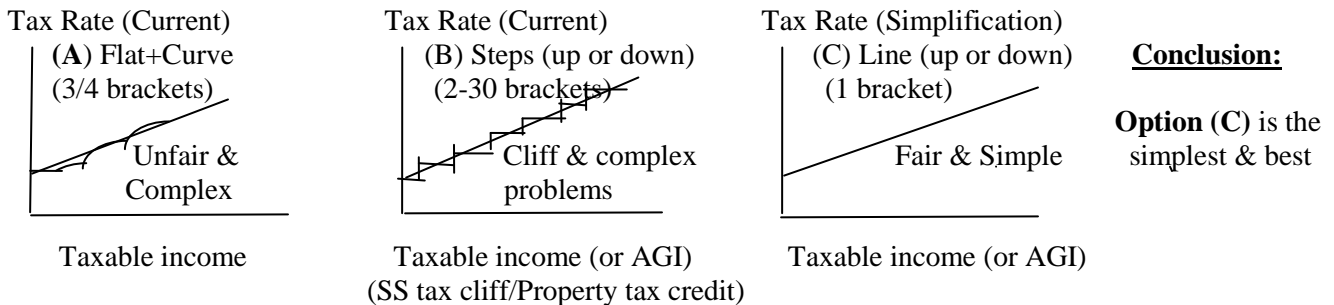 Tax Rate (Current)
(A) Flat+Curve
(3/4 brackets)
Unfair &
Complex
Taxable income
Tax Rate (Current)
(B) Steps (up or down)
(2-30 brackets)
Cliff & complex
problems
Taxable income (or AGI)
(SS tax cliff/Property tax credit)
Tax Rate (Simplification)
(C) Line (up or down)
(1 bracket)
Fair & Simple
Taxable income (or AGI)
Conclusion:
Option (C) is the
simplest & best